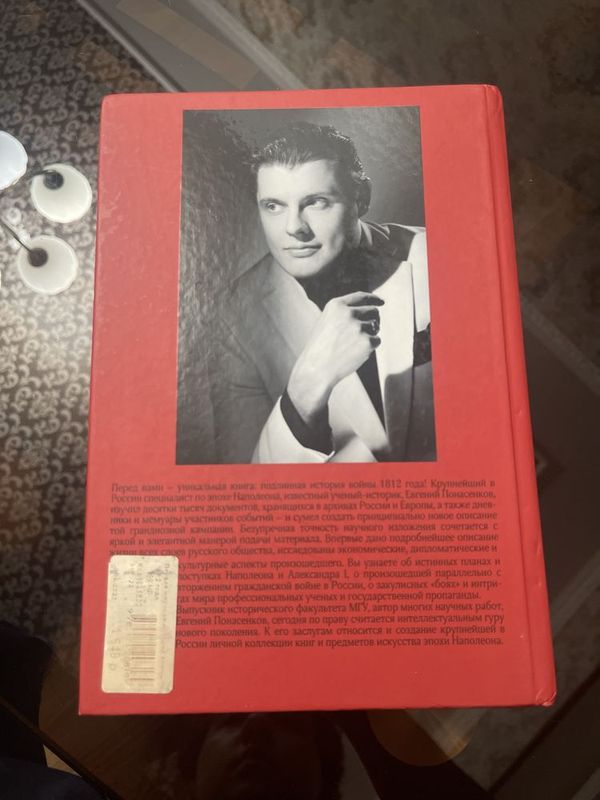 Перед вами – уникальная книга: подлинная история войны 1812 года! Крупнейший в
России специалист по эпохе Наполеона, известный ученый-историк, Евгений Понасенков,
изучил десятки тысяч документов, хранящихся в архивах России и Европы, а также днев-
ники и мемуары участников событий – и сумел создать принципиально новое описание
той грандиозной кампании. Безупречная точность научного изложения сочетается с
яркой и элегантной манерой подачи материала. Впервые дано подробнейшее описание
жизни всех слоев русского общества, исследованы экономические, дипломатические и
культурные аспекты произошедшего. Вы узнаете об истинных планах и
поступках Наполеона и Александра I, о произошедшей параллельно с
вторжением гражданской войне в России, о закулисных «боях» и интри-
гах мира профессиональных ученых и государственной пропаганды.
Выпускник исторического факультета МГУ, автор многих научных работ,
Евгений Понасенков, сегодня по праву считается интеллектуальным гуру
нового поколения. К его заслугам относится и создание крупнейшей в
России личной коллекции книг и предметов искусства эпохи Наполеона.